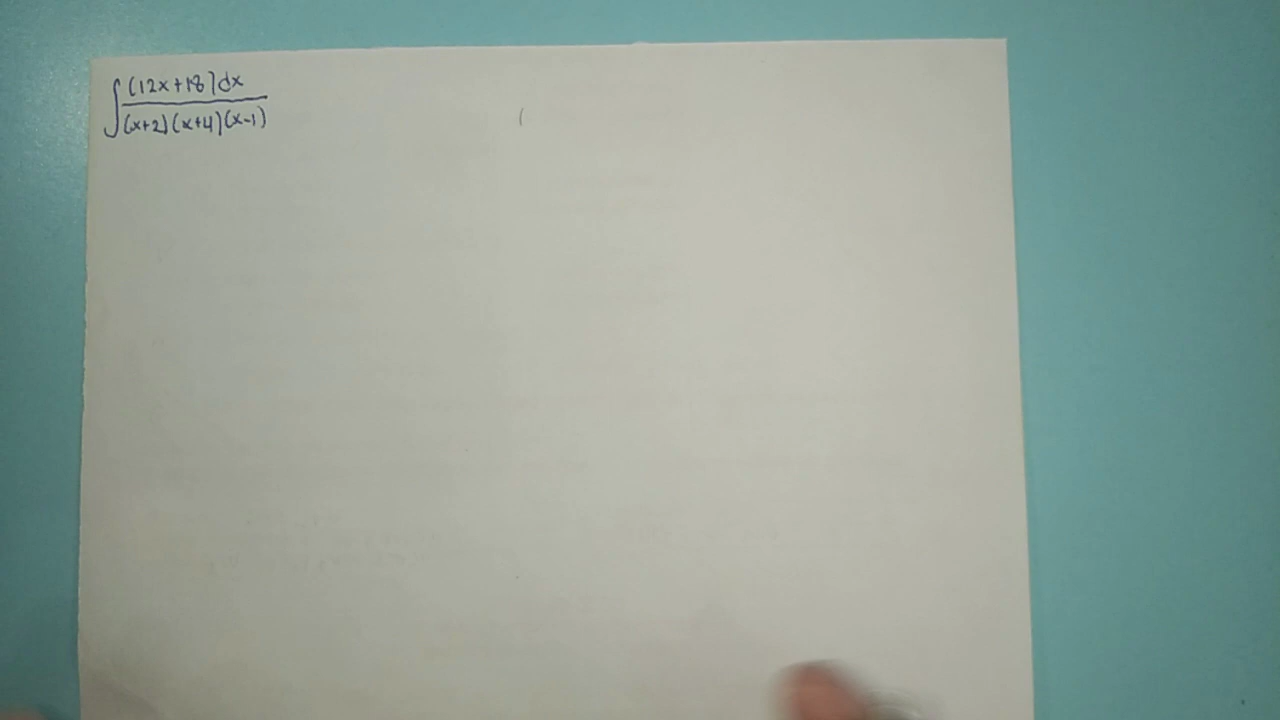 ∫ (12x+18)dx
(x+2)(x+4)(x-1)
(